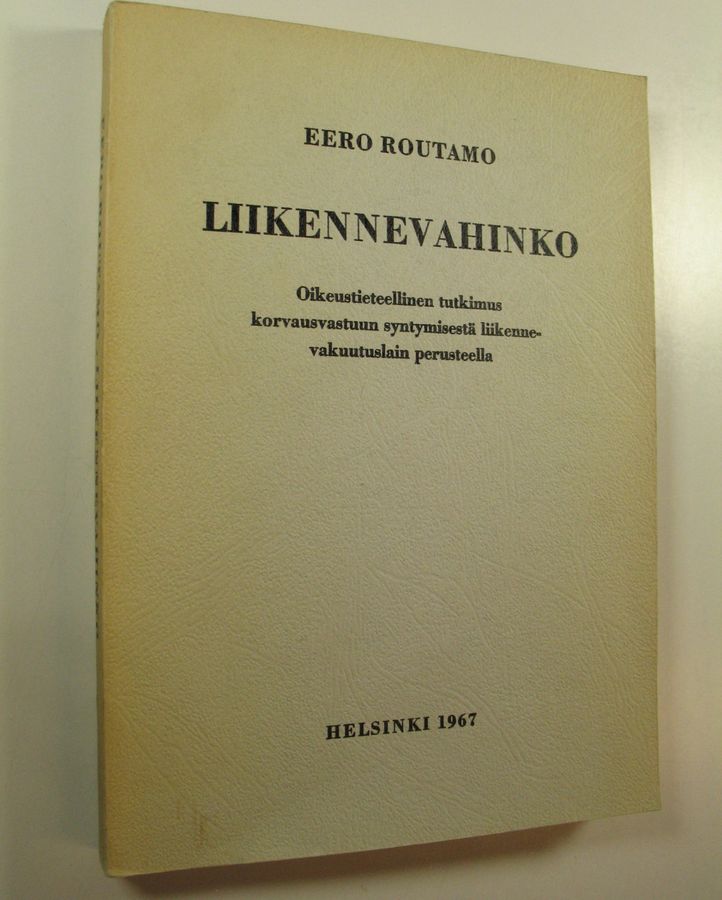 EERO ROUTAMO
LIIKENNEVAHINKO
Oikeustieteellinen tutkimus
korvausvastuun syntymisestä liikenne-
vakuutuslain perusteella
HELSINKI 1967